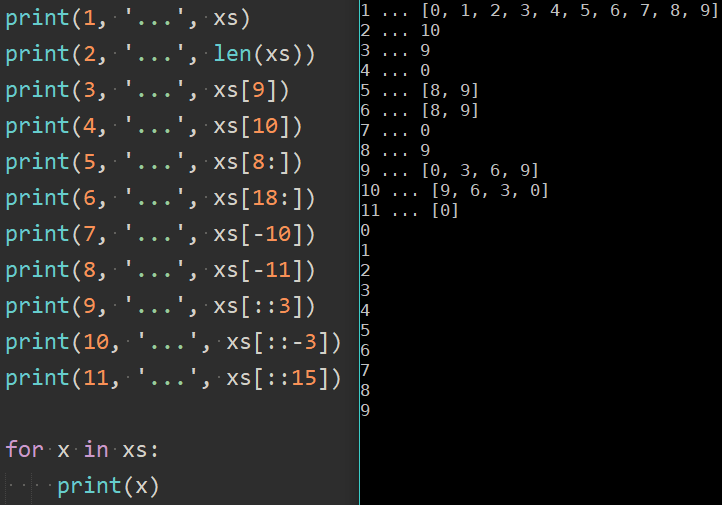 print(1, '...', xs)
print(2, '...', len(xs))
print(3, '...', xs[9])
print(4, '...', xs[10])
print(5, '...', xs[8:])
print(6, '...', xs[18:])
print(7, '...', xs[-10])
print(8, '...', xs[-11])
print(9, '...', xs[::3])
print(10, '...', xs[::-3])
print(11, '...', xs[::15])

for x in xs:
    print(x)
1 ... [0, 1, 2, 3, 4, 5, 6, 7, 8, 9]
2 ... 10
3 ... 9
4 ... 0
5 ... [8, 9]
6 ... [8, 9]
7 ... 0
8 ... 9
9 ... [0, 3, 6, 9]
10 ... [9, 6, 3, 0]
11 ... [0]
0
1
2
3
4
5
6
7
8
9